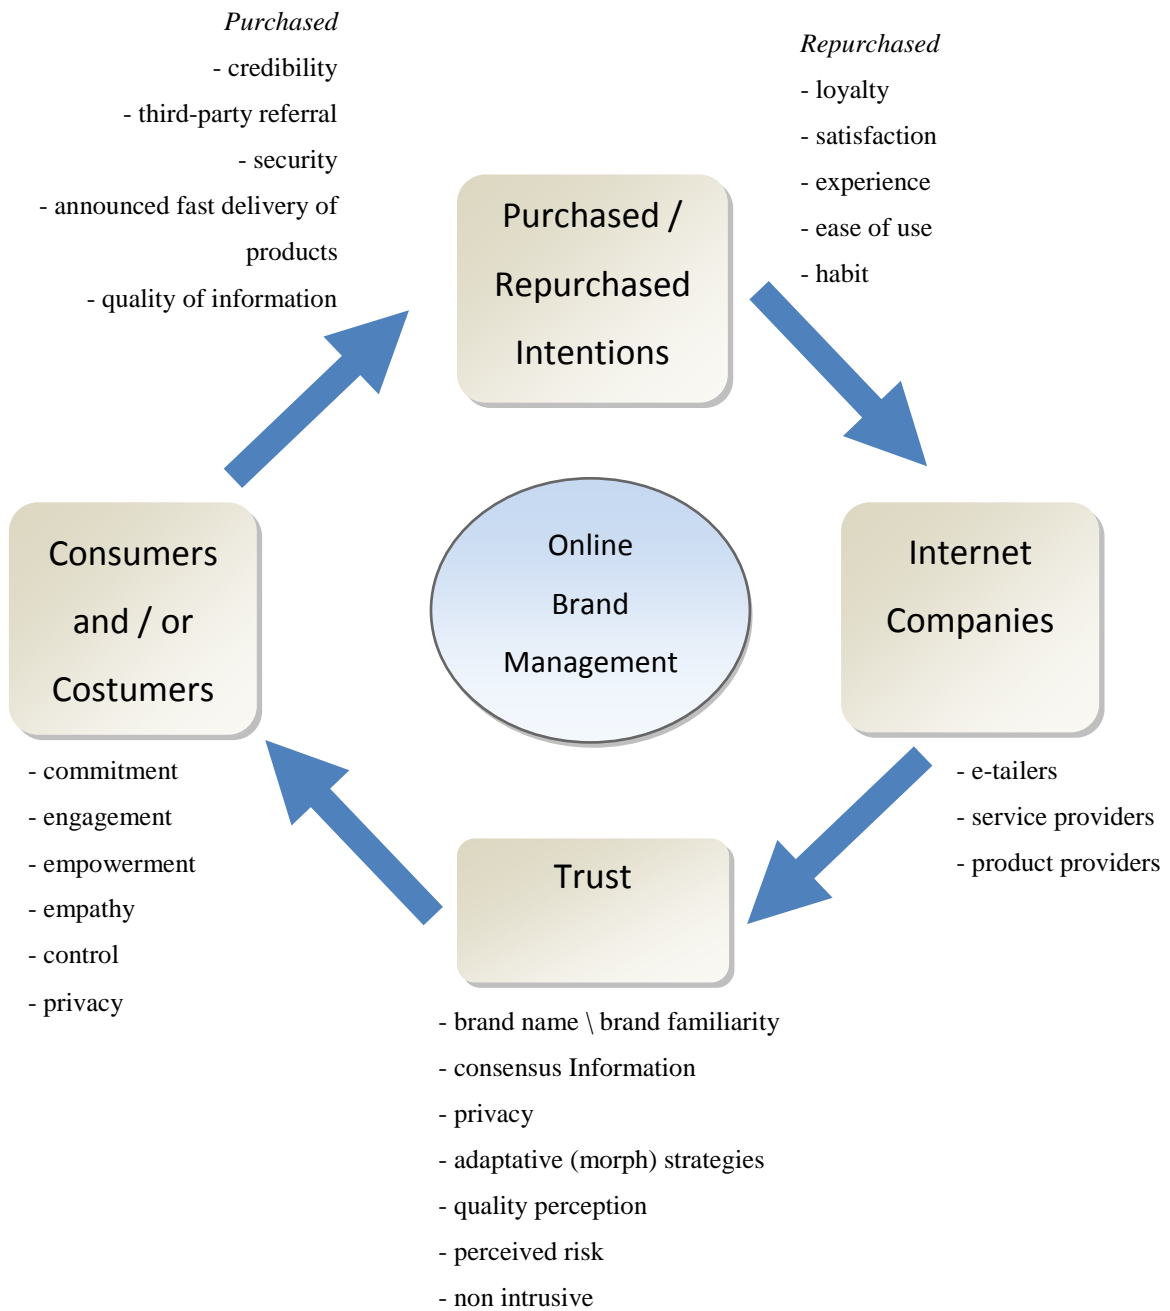 Purchased
- credibility
- third-party referral
- security
- announced fast delivery of
products
- quality of information
Repurchased
- loyalty
- satisfaction
- experience
- ease of use
- habit
Purchased /
Repurchased
Intentions
Consumers
and / or
Costumers
Online
Brand
Management
Internet
Companies
- commitment
- engagement
- empowerment
- empathy
- control
- privacy
- e-tailers
- service providers
- product providers
Trust
- brand name \ brand familiarity
- consensus Information
- privacy
- adaptative (morph) strategies
- quality perception
- perceived risk
- non intrusive